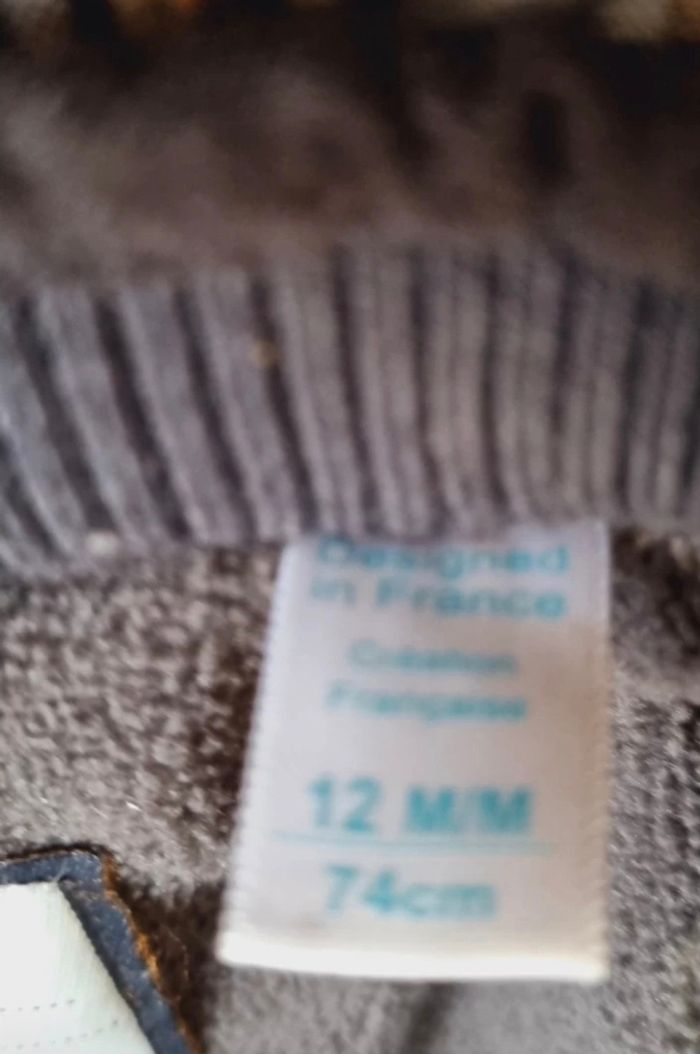 Designed
in France
Création
Française
12 M/M
74cm